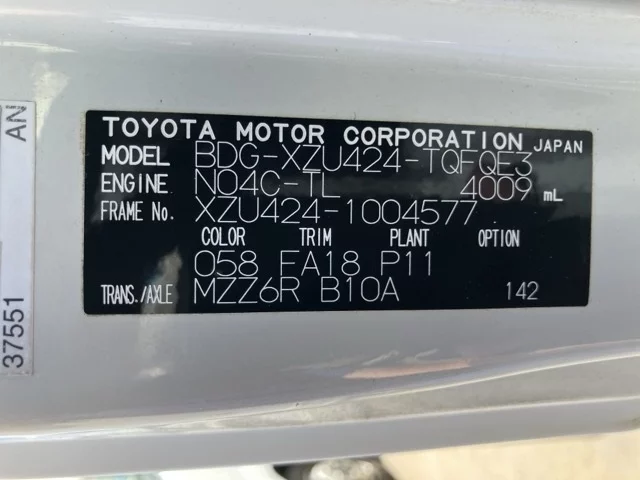 TOYOTA MOTOR CORPORATION JAPAN
MODEL BDG-XZU424-TQFQE3
ENGINE N04C-TL 4009 mL
FRAME No. XZU424-1004577
COLOR TRIM PLANT OPTION
058 FA18 P11
TRANS./AXLE MZZ6R B10A 142
37551
AN